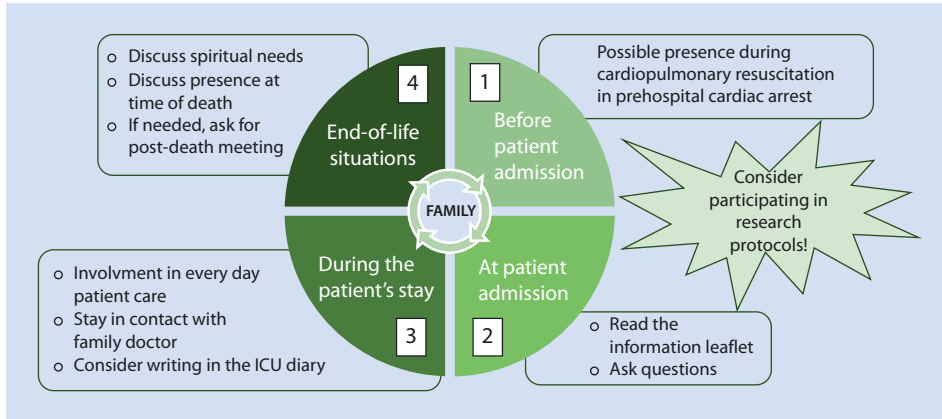 Possible presence during
cardiopulmonary resuscitation
in prehospital cardiac arrest
1
Before
patient
admission
Consider
participating in
research
protocols!
At patient
admission
2
o Read the
information leaflet
o Ask questions
During the
patient's stay
3
o Involvment in every day
patient care
o Stay in contact with
family doctor
o Consider writing in the ICU diary
4
End-of-life
situations
o Discuss spiritual needs
o Discuss presence at
time of death
o If needed, ask for
post-death meeting
FAMILY